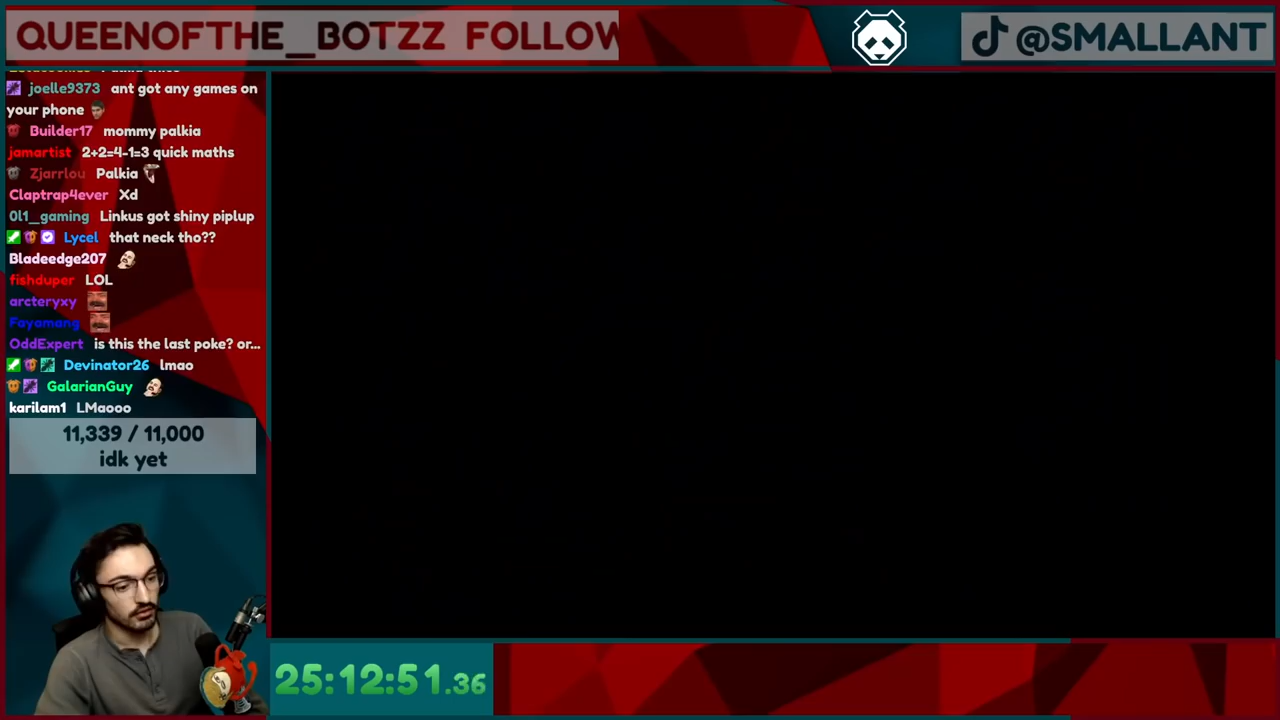 QUEENOFTHE_BOTZZ FOLLOW
@SMALLANT
joelle9373 ant got any games on
your phone
Builder17 mommy palkia
jamartist 2+2=4-1=3 quick maths
Zjarrlou Palkia
Claptrap4ever Xd
0l1_gaming Linkus got shiny piplup
Lycel that neck tho??
Bladeedge207
fishduper LOL
arcteryxy
Fayamang
OddExpert is this the last poke? or...
Devinator26 lmao
GalarianGuy
karilam1 LMaooo
11,339 / 11,000
idk yet
25:12:51.36